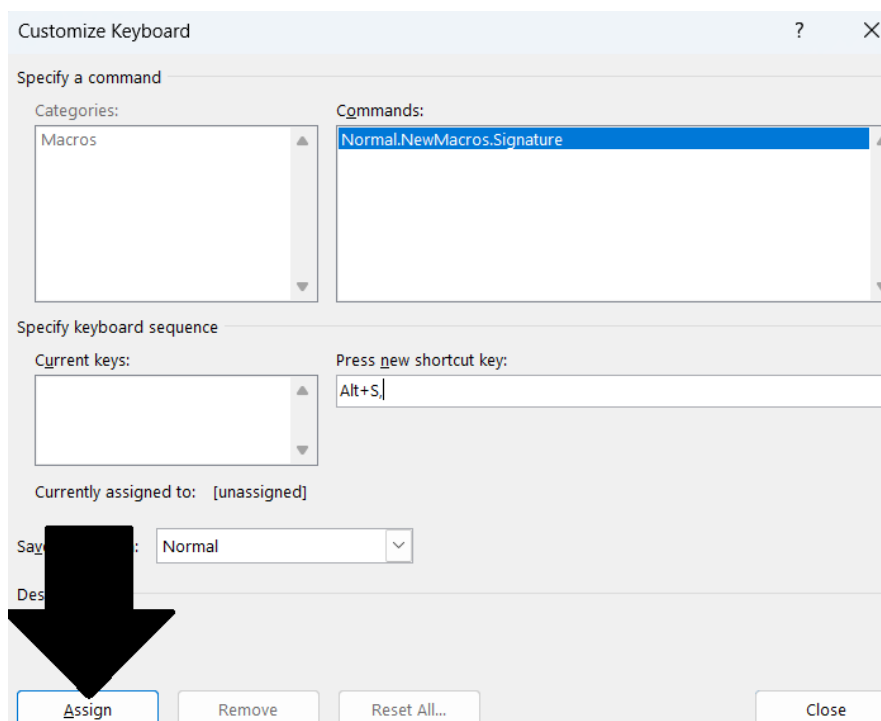 Customize Keyboard ?
Specify a command
Categories: Commands:
Macros Normal.NewMacros.Signature
Specify keyboard sequence
Current keys: Press new shortcut key:
Alt+S,
Currently assigned to: [unassigned]
Normal
Assign Remove Reset All... Close